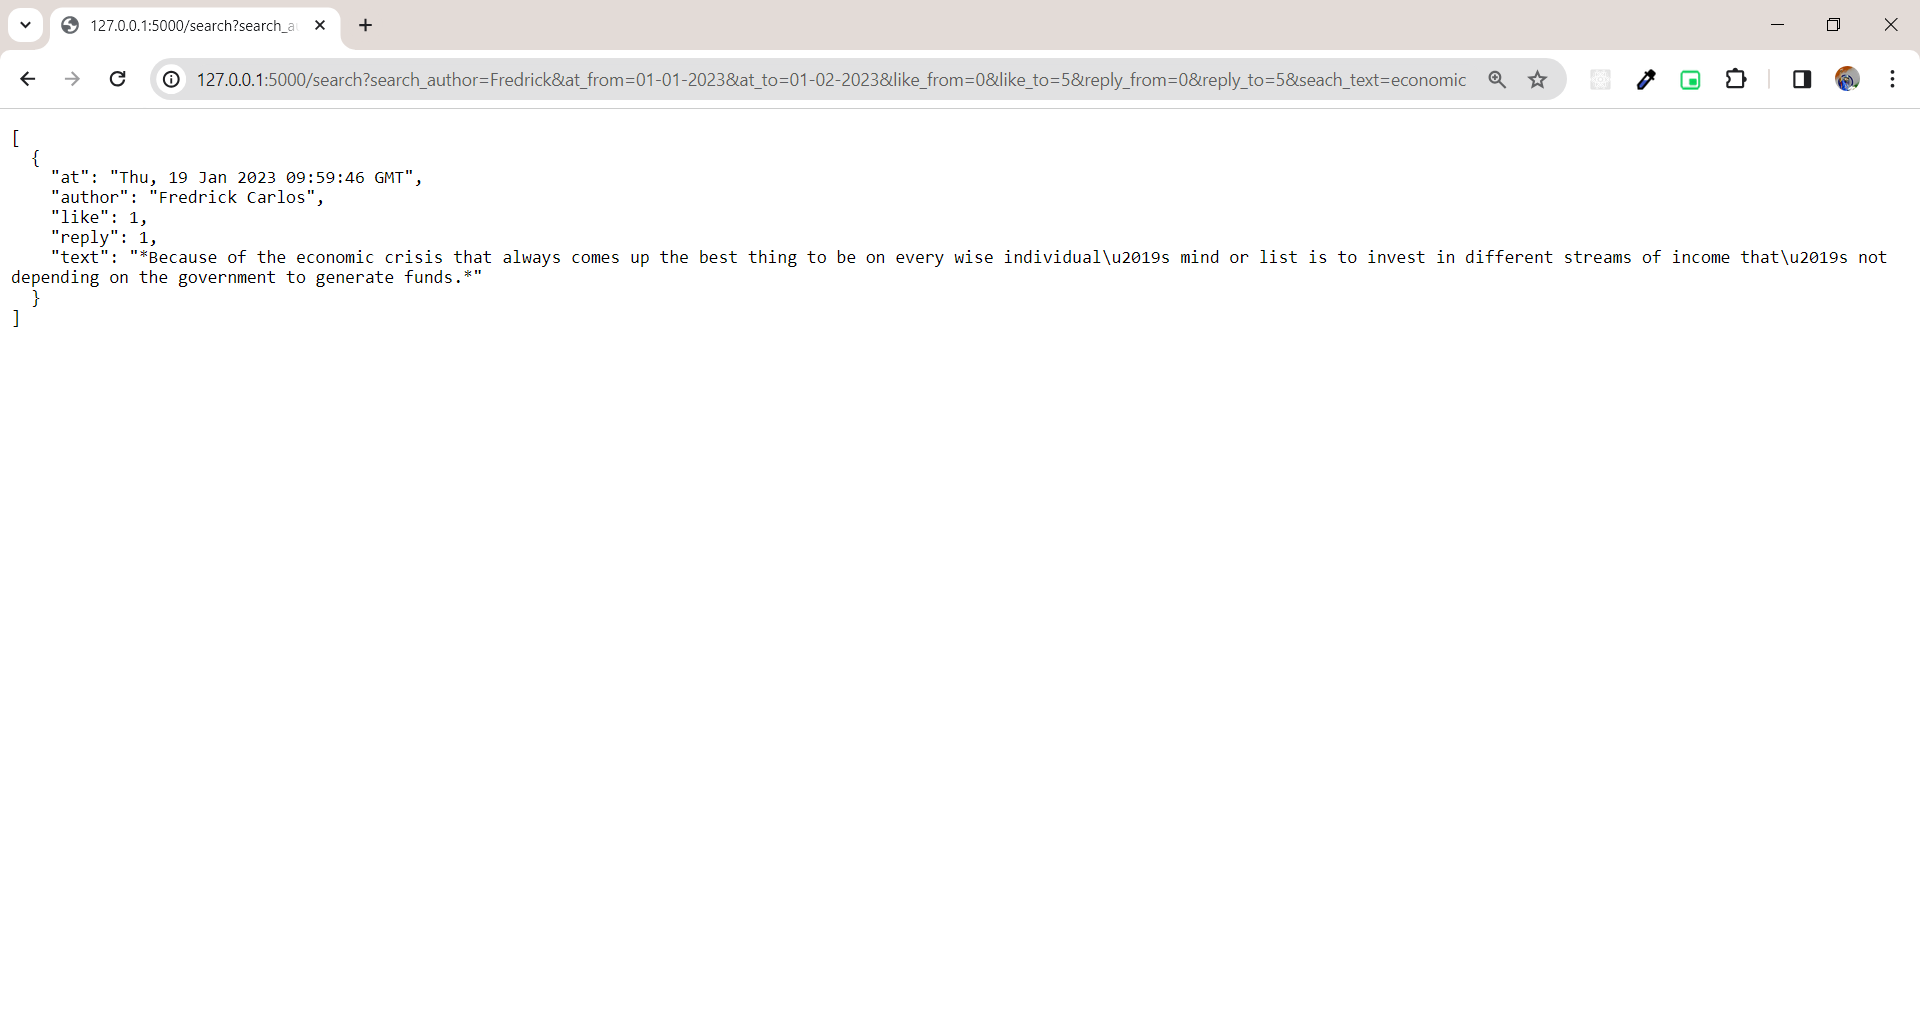 127.0.0.1:5000/search?search_a
127.0.0.1:5000/search?search_author=Fredrick&at_from=01-01-2023&at_to=01-02-2023&like_from=0&like_to=5&reply_from=0&reply_to=5&seach_text=economic
[
  {
    "at": "Thu, 19 Jan 2023 09:59:46 GMT",
    "author": "Fredrick Carlos",
    "like": 1,
    "reply": 1,
    "text": "*Because of the economic crisis that always comes up the best thing to be on every wise individual\u2019s mind or list is to invest in different streams of income that\u2019s not
depending on the government to generate funds.*"
  }
]